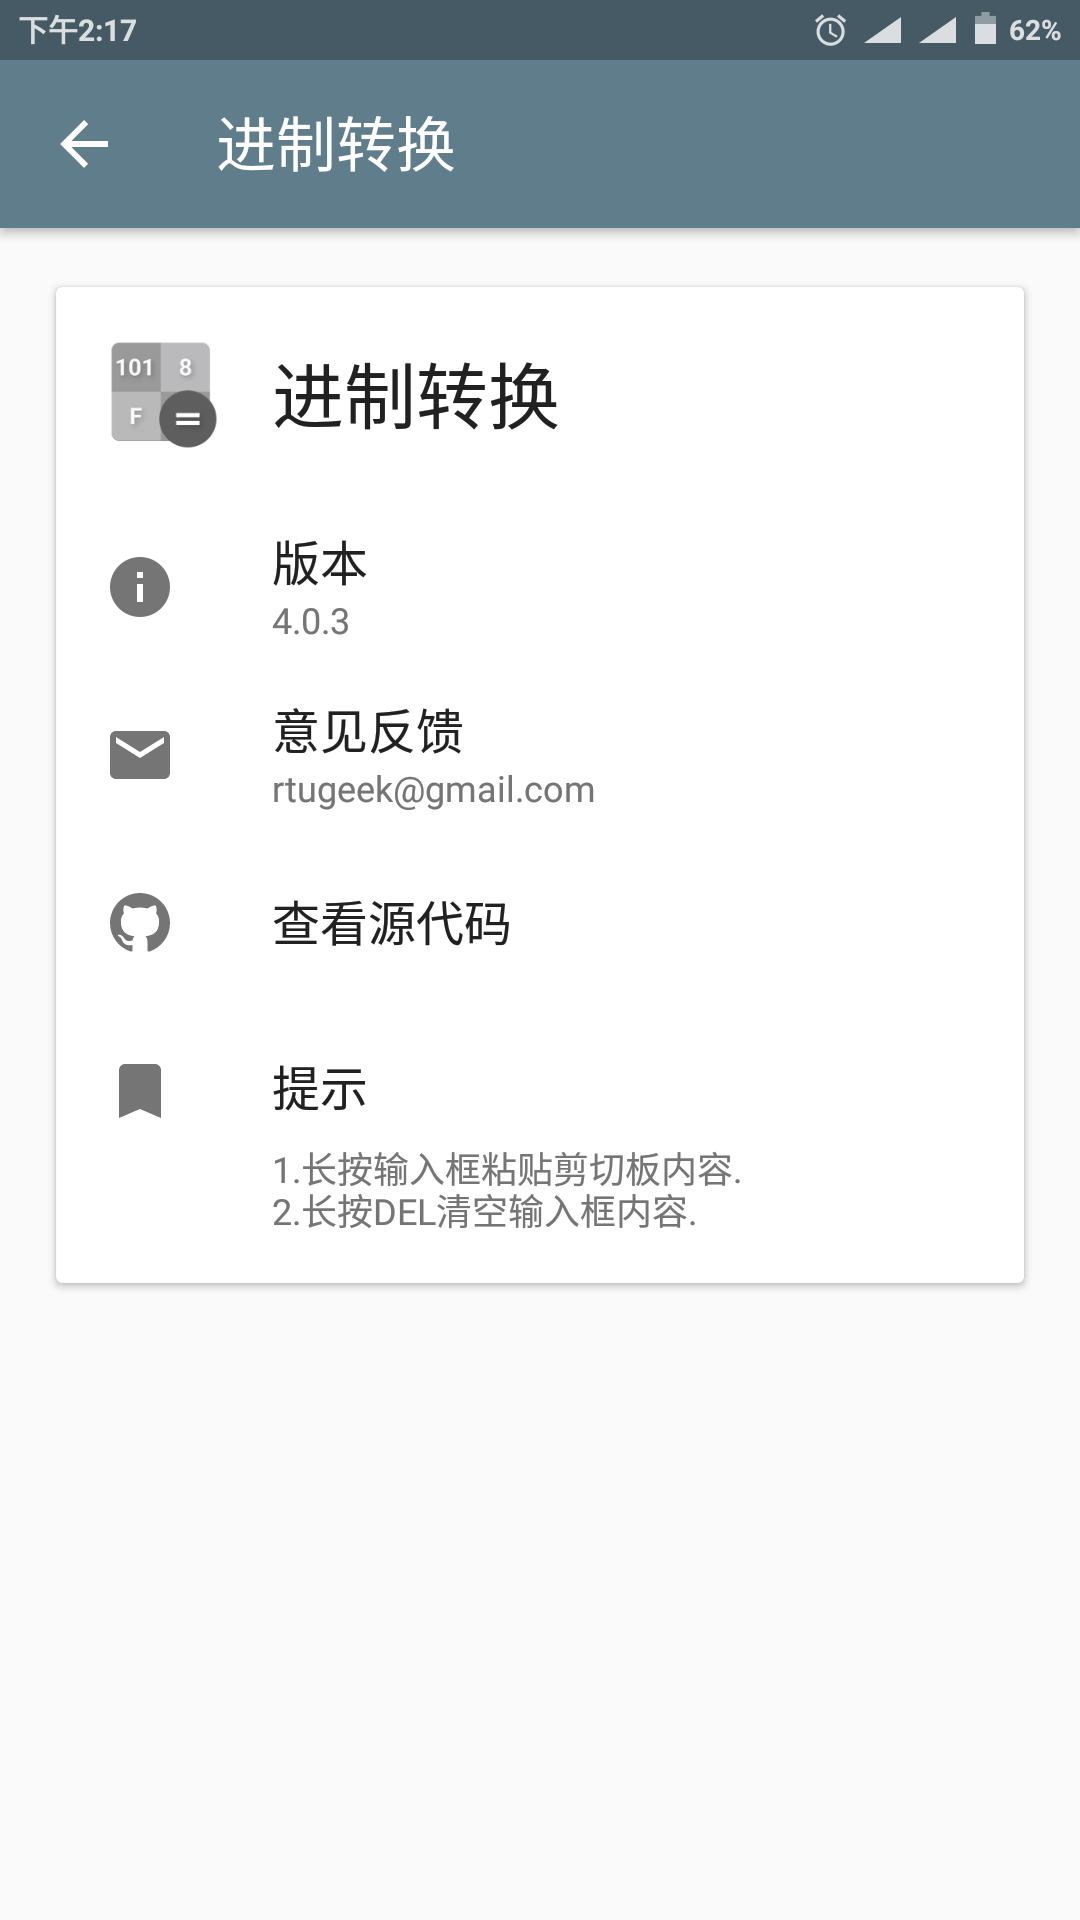 下午2:17
62%
进制转换
101 8
F =
进制转换
版本
4.0.3
意见反馈
rtugeek@gmail.com
查看源代码
提示
1.长按输入框粘贴剪切板内容.
2.长按DEL清空输入框内容.